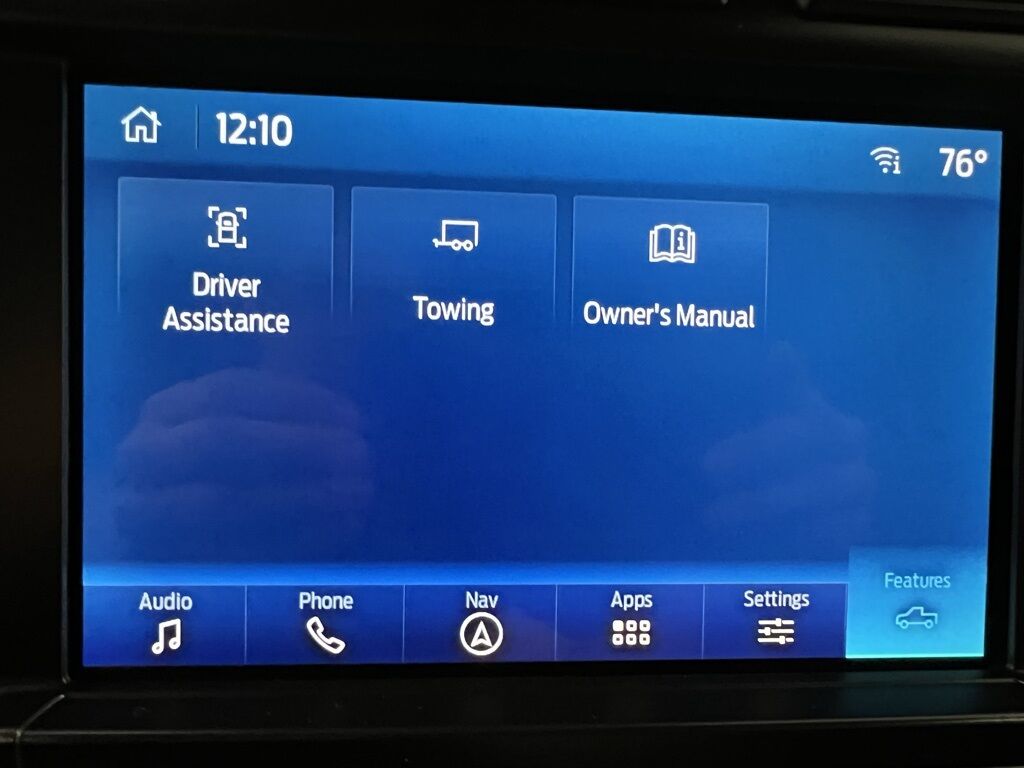 12:10
76°
Driver
Assistance
Towing
Owner's Manual
Audio
Phone
Nav
Apps
Settings
Features